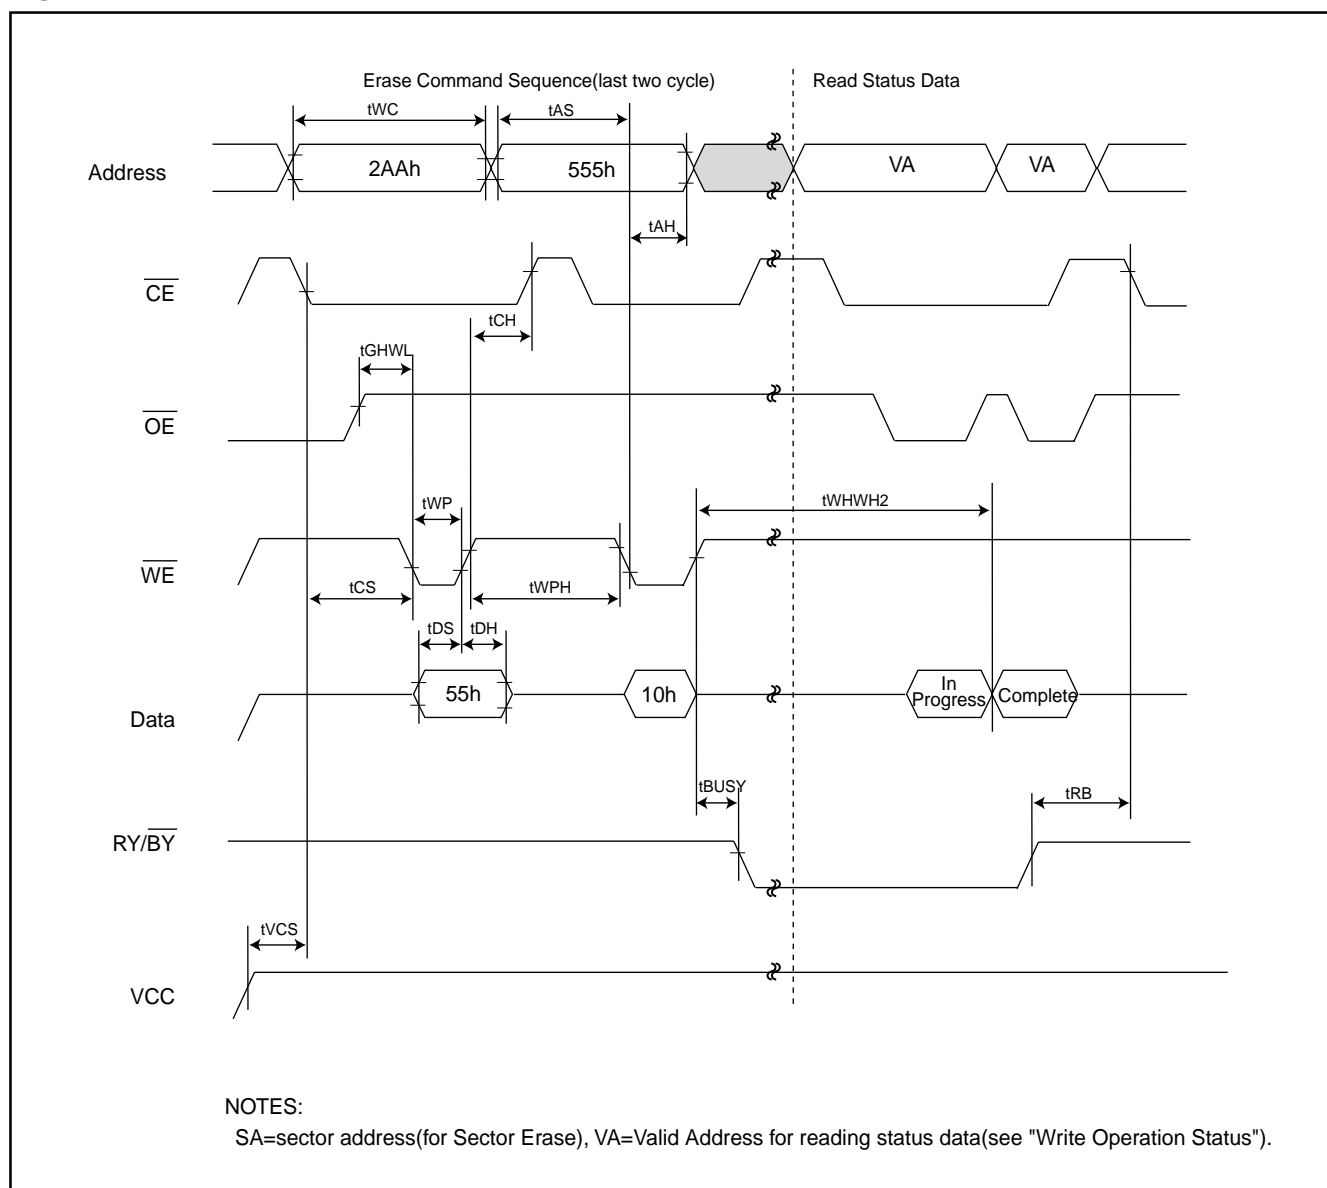 Erase Command Sequence(last two cycle)
Read Status Data
tWC
tAS
Address
2AAh
555h
VA
VA
tAH
CE
tCH
tGHWL
OE
tWP
tWHWH2
WE
tCS
tWPH
tDS
tDH
55h
10h
In
Progress
Complete
Data
tBUSY
tRB
RY/BY
tVCS
VCC
NOTES:
SA=sector address(for Sector Erase), VA=Valid Address for reading status data(see "Write Operation Status").